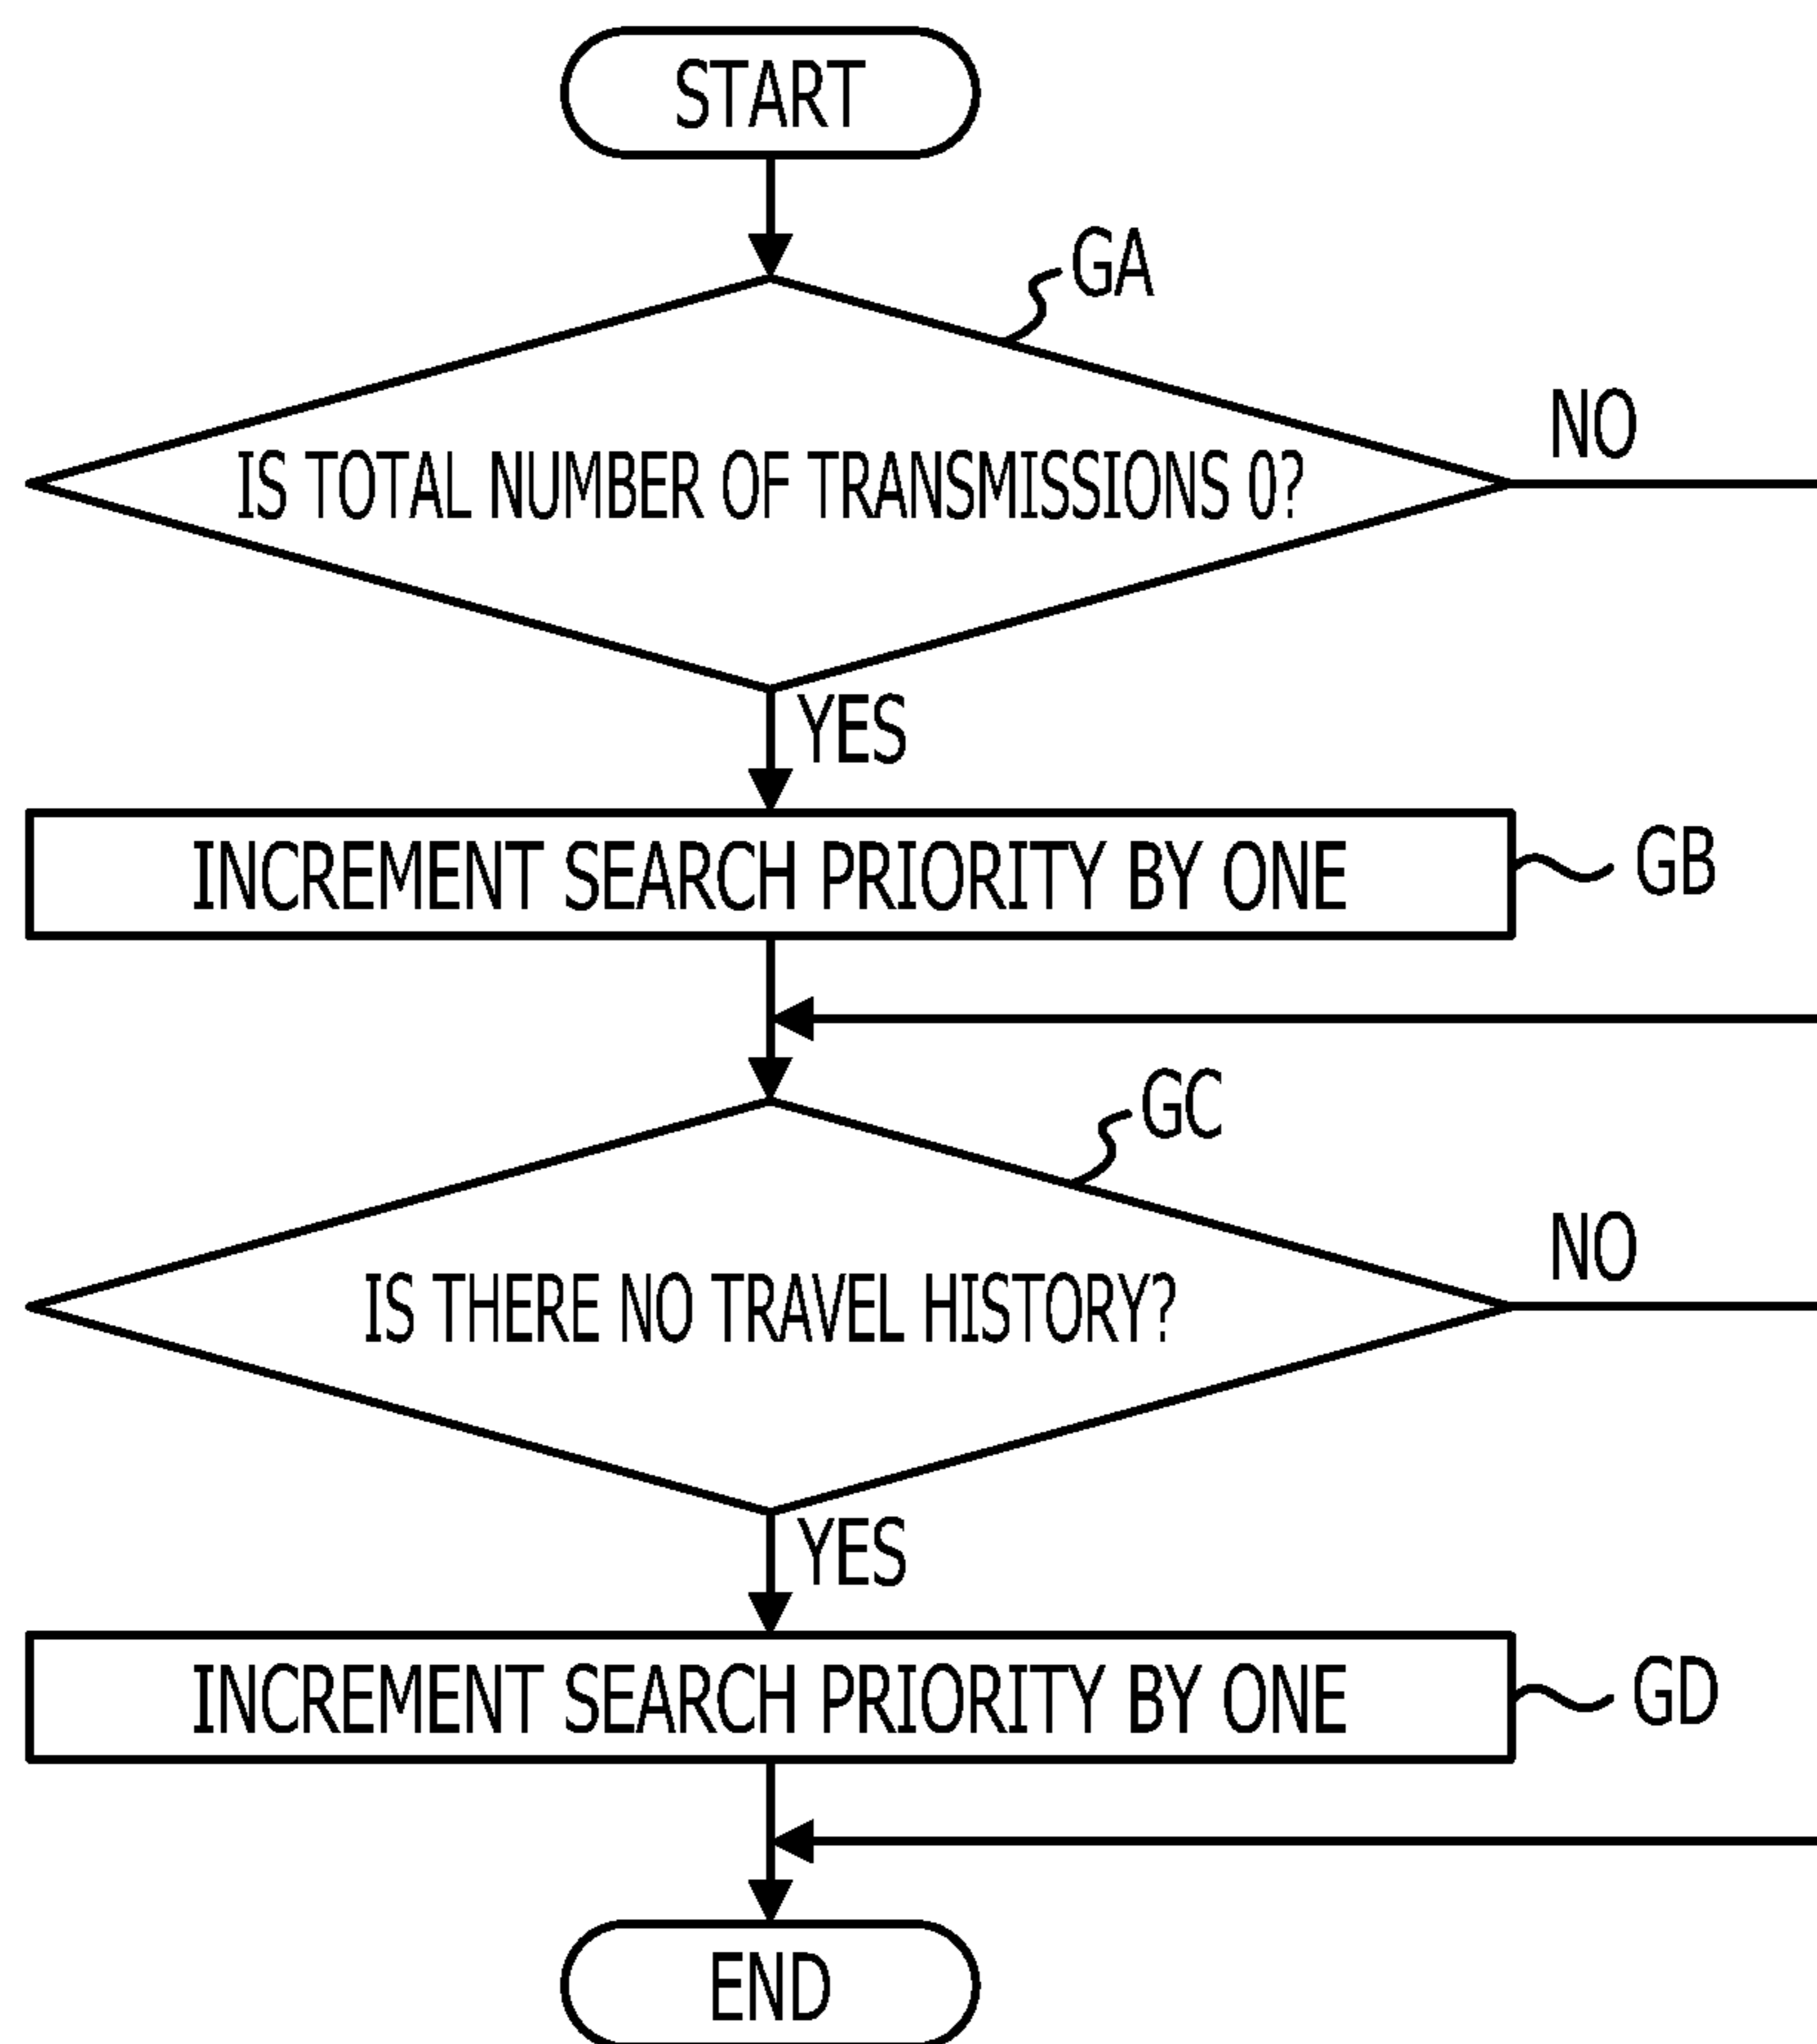 START
GA
IS TOTAL NUMBER OF TRANSMISSIONS 0?
NO
YES
INCREMENT SEARCH PRIORITY BY ONE
GB
GC
IS THERE NO TRAVEL HISTORY?
NO
YES
INCREMENT SEARCH PRIORITY BY ONE
GD
END